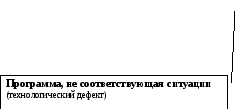 Программа, не соответствующая ситуации
(технологический дефект)